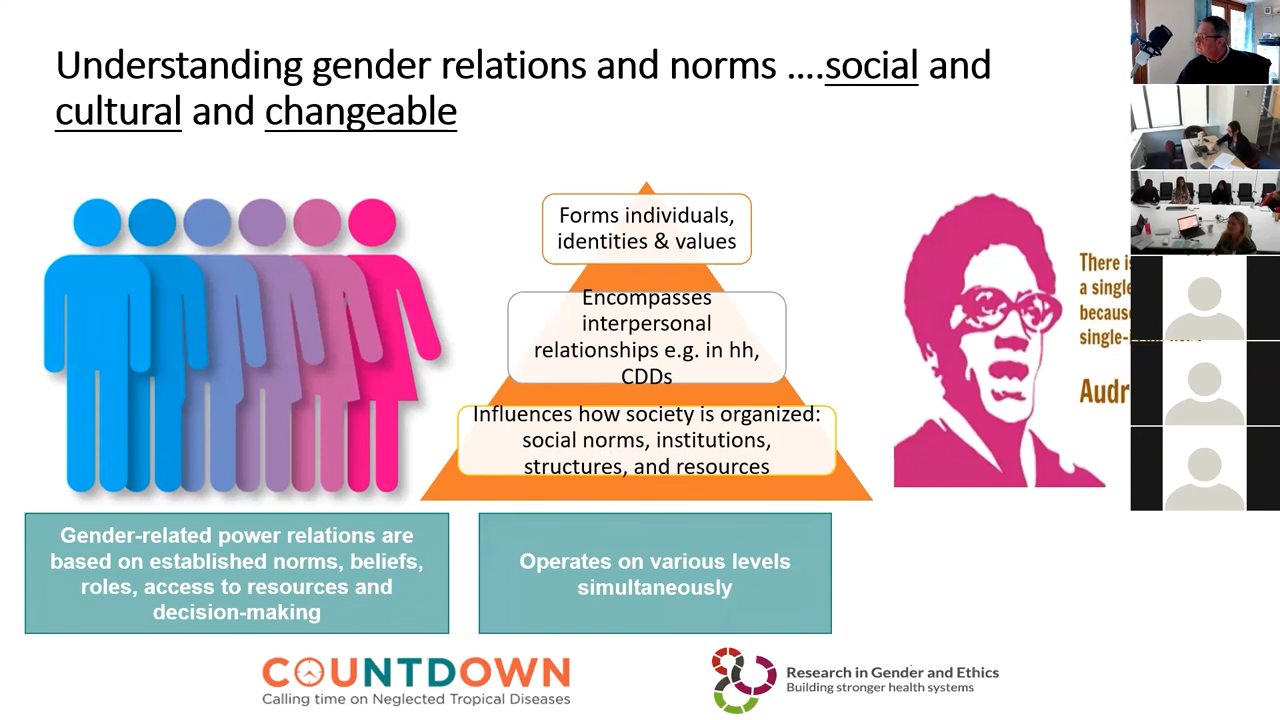 Understanding gender relations and norms ....social and
cultural and changeable
Forms individuals,
identities & values
Encompasses
interpersonal
relationships e.g. in hh,
CDDs
Influences how society is organized:
social norms, institutions,
structures, and resources
There
a single
single-
Gender-related power relations are
based on established norms, beliefs,
roles, access to resources and
decision-making
Operates on various levels
simultaneously
COUNTDOWN
Calling time on Neglected Tropical Diseases
Research in Gender and Ethics
Building stronger health systems